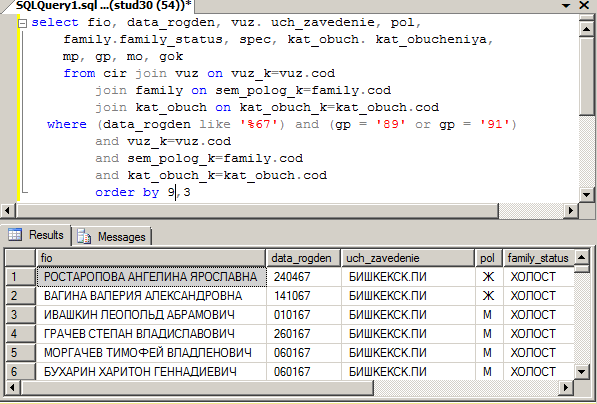 SQLQuery1.sql ...(stud30 (54))*
select fio, data_rogden, vuz. uch_zavedenie, pol,
family.family_status, spec, kat_obuch. kat_obucheniya,
mp, gp, mo, gok
from cir join vuz on vuz_k=vuz.cod
join family on sem_polog_k=family.cod
join kat_obuch on kat_obuch_k=kat_obuch.cod
where (data_rogden like '%67') and (gp = '89' or gp = '91')
and vuz_k=vuz.cod
and sem_polog_k=family.cod
and kat_obuch_k=kat_obuch.cod
order by 9,3
Results Messages
fio data_rogden uch_zavedenie pol family_status
1 РОСТАРОПОВА АНГЕЛИНА ЯРОСЛАВНА 240467 БИШКЕКСК.ПИ Ж ХОЛОСТ
2 ВАГИНА ВАЛЕРИЯ АЛЕКСАНДРОВНА 141067 БИШКЕКСК.ПИ Ж ХОЛОСТ
3 ИВАШКИН ЛЕОПОЛЬД АБРАМОВИЧ 010167 БИШКЕКСК.ПИ М ХОЛОСТ
4 ГРАЧЕВ СТЕПАН ВЛАДИСЛАВОВИЧ 260167 БИШКЕКСК.ПИ М ХОЛОСТ
5 МОРГАЧЕВ ТИМОФЕЙ ВЛАДЛЕНОВИЧ 060167 БИШКЕКСК.ПИ М ХОЛОСТ
6 БУХАРИН ХАРИТОН ГЕННАДИЕВИЧ 060167 БИШКЕКСК.ПИ М ХОЛОСТ